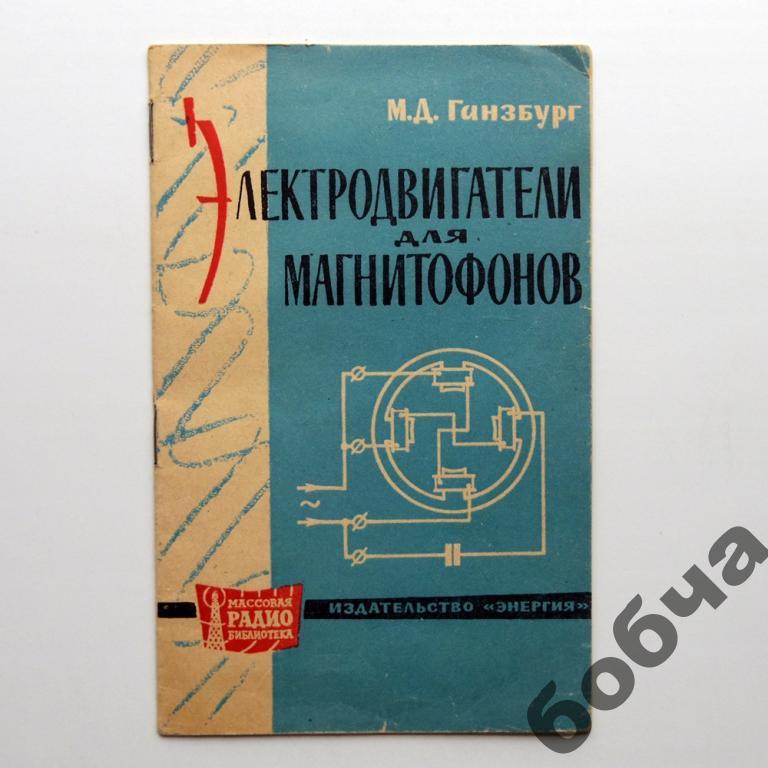 М.Д. Ганзбург
ЭЛЕКТРОДВИГАТЕЛИ
для
МАГНИТОФОНОВ
~
МАССОВАЯ
РАДИО
БИБЛИОТЕКА
ИЗДАТЕЛЬСТВО «ЭНЕРГИЯ»
бобча